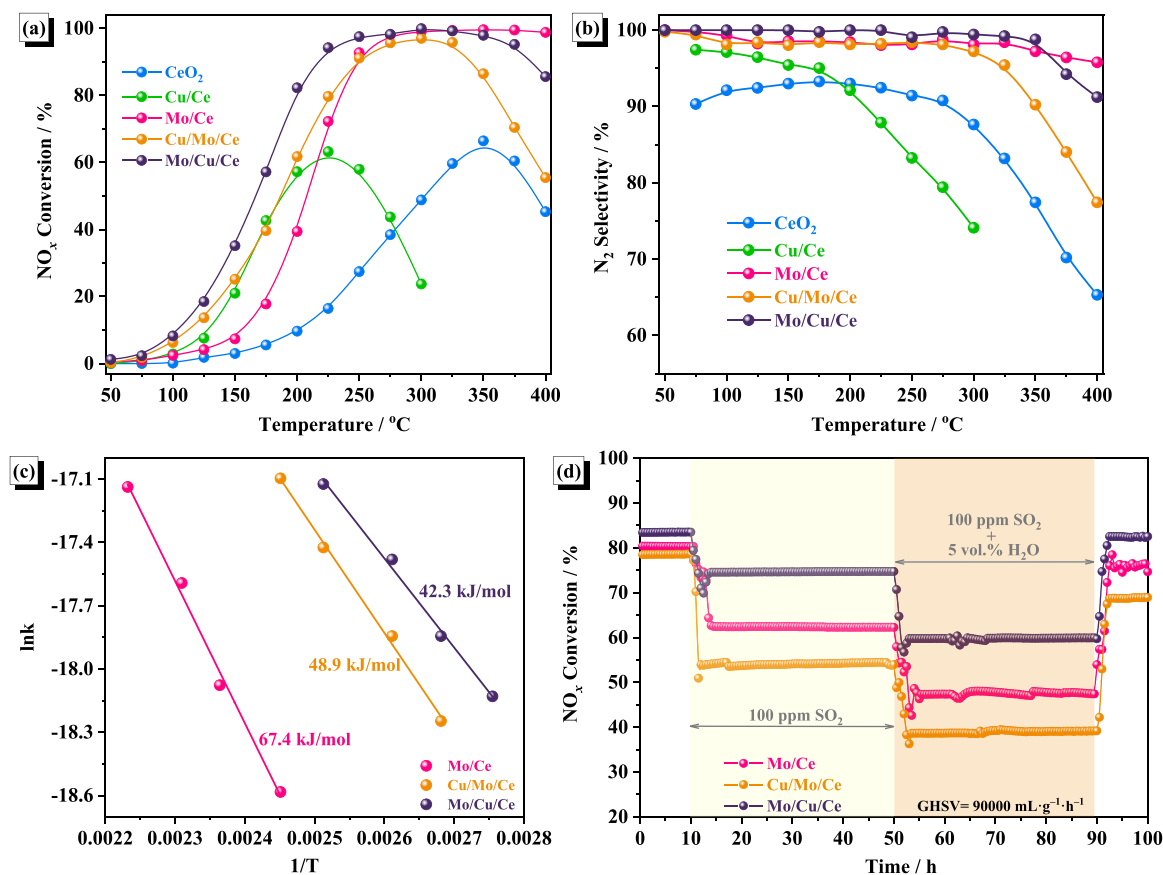 (a)
NOx Conversion / %
100
80
60
40
20
0
CeO2
Cu/Ce
Mo/Ce
Cu/Mo/Ce
Mo/Cu/Ce
50 100 150 200 250 300 350 400
Temperature / °C
(b)
N2 Selectivity / %
100
90
80
70
60
CeO2
Cu/Ce
Mo/Ce
Cu/Mo/Ce
Mo/Cu/Ce
50 100 150 200 250 300 350 400
Temperature / °C
(c)
lnk
-17.1
-17.4
-17.7
-18.0
-18.3
-18.6
42.3 kJ/mol
48.9 kJ/mol
67.4 kJ/mol
Mo/Ce
Cu/Mo/Ce
Mo/Cu/Ce
0.0022 0.0023 0.0024 0.0025 0.0026 0.0027 0.0028
1/T
(d)
NOx Conversion / %
100
90
80
70
60
50
40
30
20
100 ppm SO2
+
5 vol.% H2O
100 ppm SO2
Mo/Ce
Cu/Mo/Ce
Mo/Cu/Ce
GHSV= 90000 mL·g–1·h–1
0 10 20 30 40 50 60 70 80 90 100
Time / h